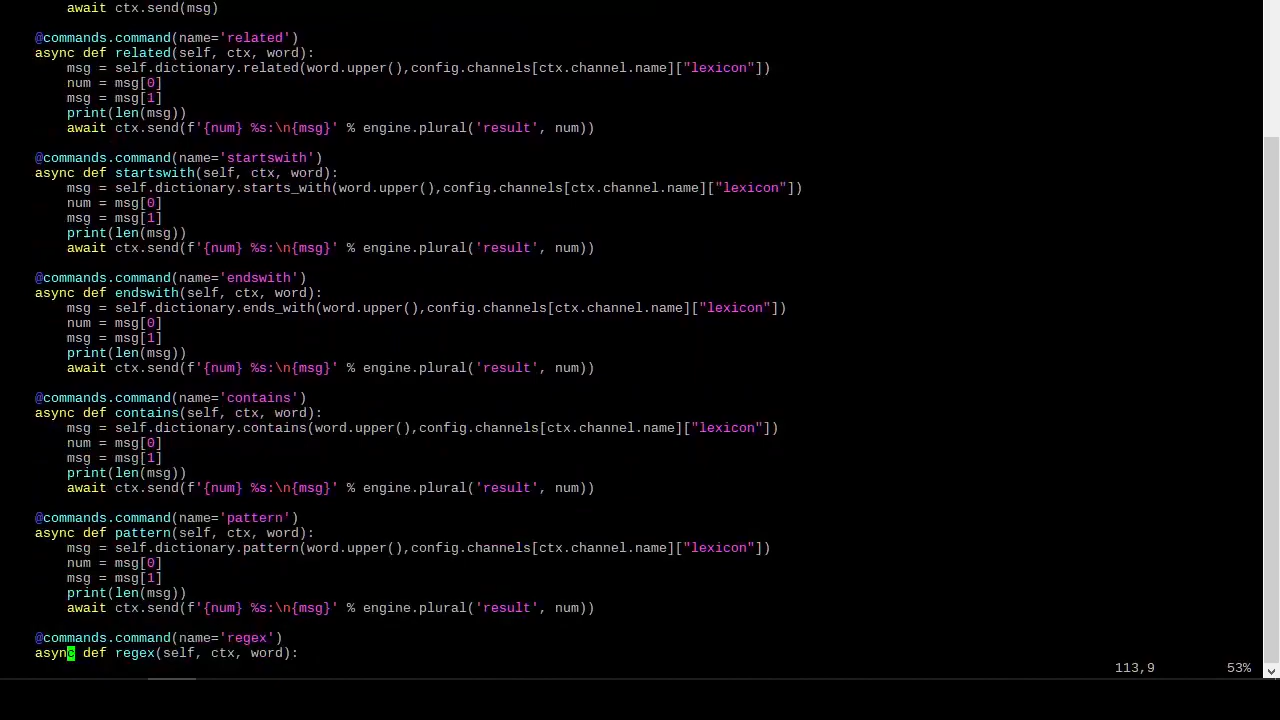 await ctx.send(msg)
@commands.command(name='related')
async def related(self, ctx, word):
msg = self.dictionary.related(word.upper(),config.channels[ctx.channel.name]["lexicon"])
num = msg[0]
msg = msg[1]
print(len(msg))
await ctx.send(f'{num} %s:\n{msg}' % engine.plural('result', num))
@commands.command(name='startswith')
async def startswith(self, ctx, word):
msg = self.dictionary.starts_with(word.upper(),config.channels[ctx.channel.name]["lexicon"])
num = msg[0]
msg = msg[1]
print(len(msg))
await ctx.send(f'{num} %s:\n{msg}' % engine.plural('result', num))
@commands.command(name='endswith')
async def endswith(self, ctx, word):
msg = self.dictionary.ends_with(word.upper(),config.channels[ctx.channel.name]["lexicon"])
num = msg[0]
msg = msg[1]
print(len(msg))
await ctx.send(f'{num} %s:\n{msg}' % engine.plural('result', num))
@commands.command(name='contains')
async def contains(self, ctx, word):
msg = self.dictionary.contains(word.upper(),config.channels[ctx.channel.name]["lexicon"])
num = msg[0]
msg = msg[1]
print(len(msg))
await ctx.send(f'{num} %s:\n{msg}' % engine.plural('result', num))
@commands.command(name='pattern')
async def pattern(self, ctx, word):
msg = self.dictionary.pattern(word.upper(),config.channels[ctx.channel.name]["lexicon"])
num = msg[0]
msg = msg[1]
print(len(msg))
await ctx.send(f'{num} %s:\n{msg}' % engine.plural('result', num))
@commands.command(name='regex')
async def regex(self, ctx, word):
113,9 53%